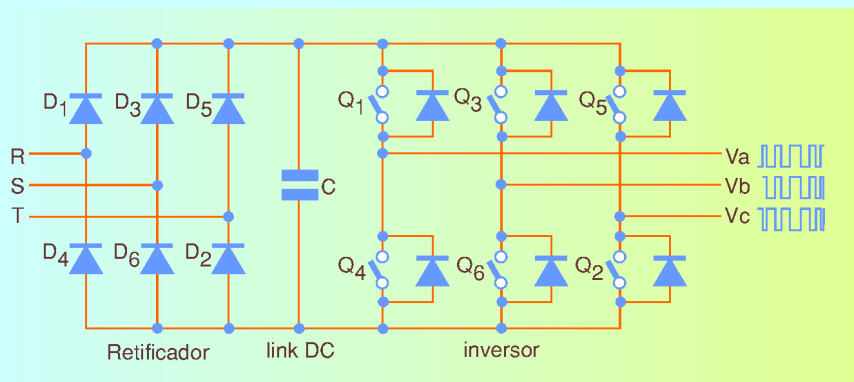 D1 D3 D5 Q1 Q3 Q5
R Va
S C Vb
T Vc
D4 D6 D2 Q4 Q6 Q2
Retificador link DC inversor